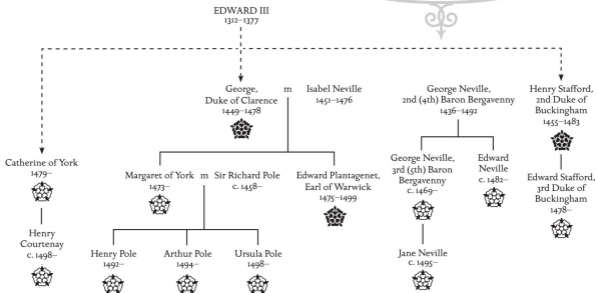 EDWARD III
1312–1377
George,
Duke of Clarence
1449–1478
m
Isabel Neville
1451–1476
George Neville,
2nd (4th) Baron Bergavenny
1436–1492
Henry Stafford,
2nd Duke of
Buckingham
1455–1483
Catherine of York
1479–
Margaret of York m Sir Richard Pole
1473–
c. 1458–
Edward Plantagenet,
Earl of Warwick
1475–1499
George Neville,
3rd (5th) Baron
Bergavenny
c. 1469–
Edward
Neville
c. 1482–
Edward Stafford,
3rd Duke of
Buckingham
1478–
Henry
Courtenay
c. 1498–
Henry Pole
1492–
Arthur Pole
1494–
Ursula Pole
1498–
Jane Neville
c. 1495–